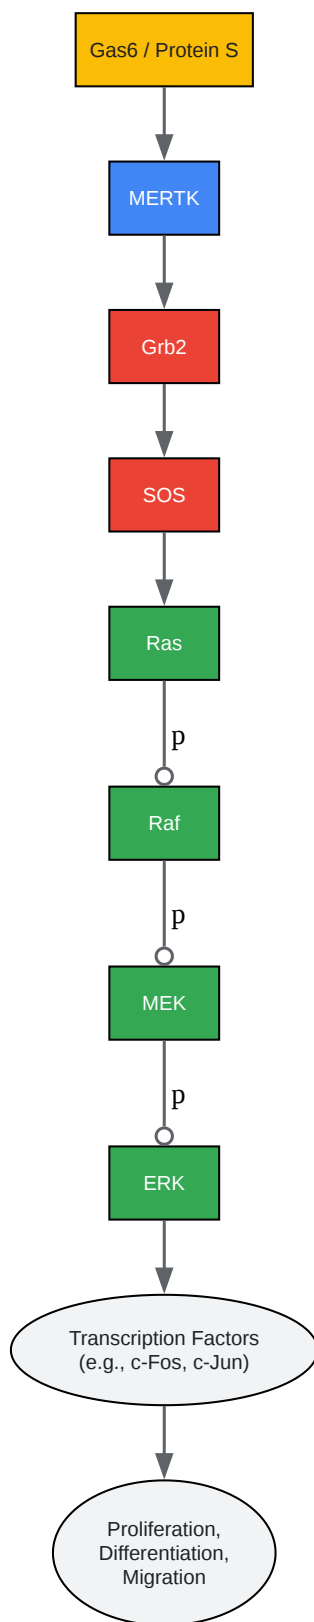 Gas6 / Protein S
MERTK
Grb2
SOS
Ras
p
Raf
p
MEK
p
ERK
Transcription Factors
(e.g., c-Fos, c-Jun)
Proliferation,
Differentiation,
Migration